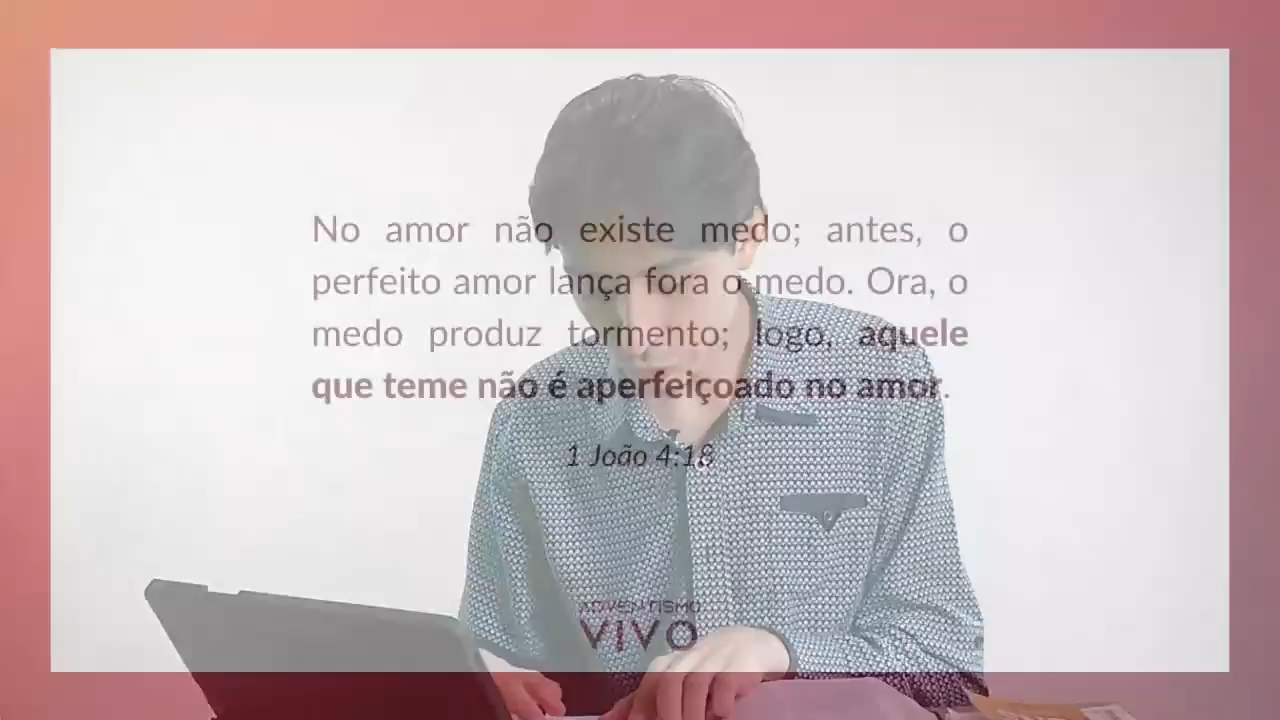 No amor não existe medo; antes, o
perfeito amor lança fora o medo. Ora, o
medo produz tormento; logo, aquele
que teme não é aperfeiçoado no amor.
1 João 4:18
ADVENTISMO
VIVO